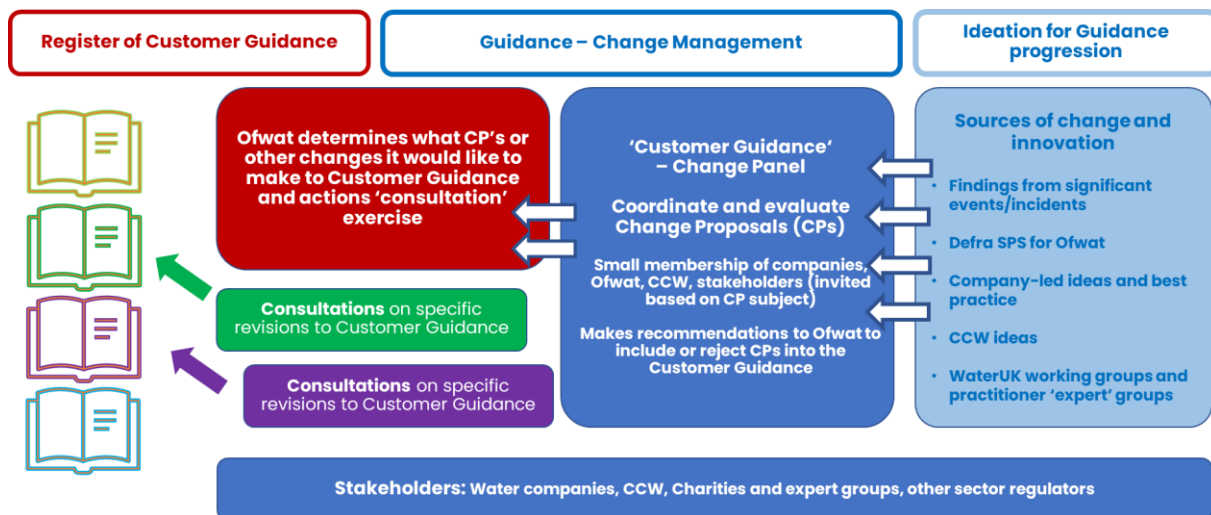 Register of Customer Guidance
Guidance – Change Management
Ideation for Guidance
progression
Ofwat determines what CP's or
other changes it would like to
make to Customer Guidance
and actions 'consultation'
exercise
Consultations on specific
revisions to Customer Guidance
Consultations on specific
revisions to Customer Guidance
'Customer Guidance'
– Change Panel
Coordinate and evaluate
Change Proposals (CPs)
Small membership of companies,
Ofwat, CCW, stakeholders (invited
based on CP subject)
Makes recommendations to Ofwat to
include or reject CPs into the
Customer Guidance
Sources of change and
innovation
• Findings from significant
events/incidents
• Defra SPS for Ofwat
• Company-led ideas and best
practice
• CCW ideas
• WaterUK working groups and
practitioner 'expert' groups
Stakeholders: Water companies, CCW, Charities and expert groups, other sector regulators